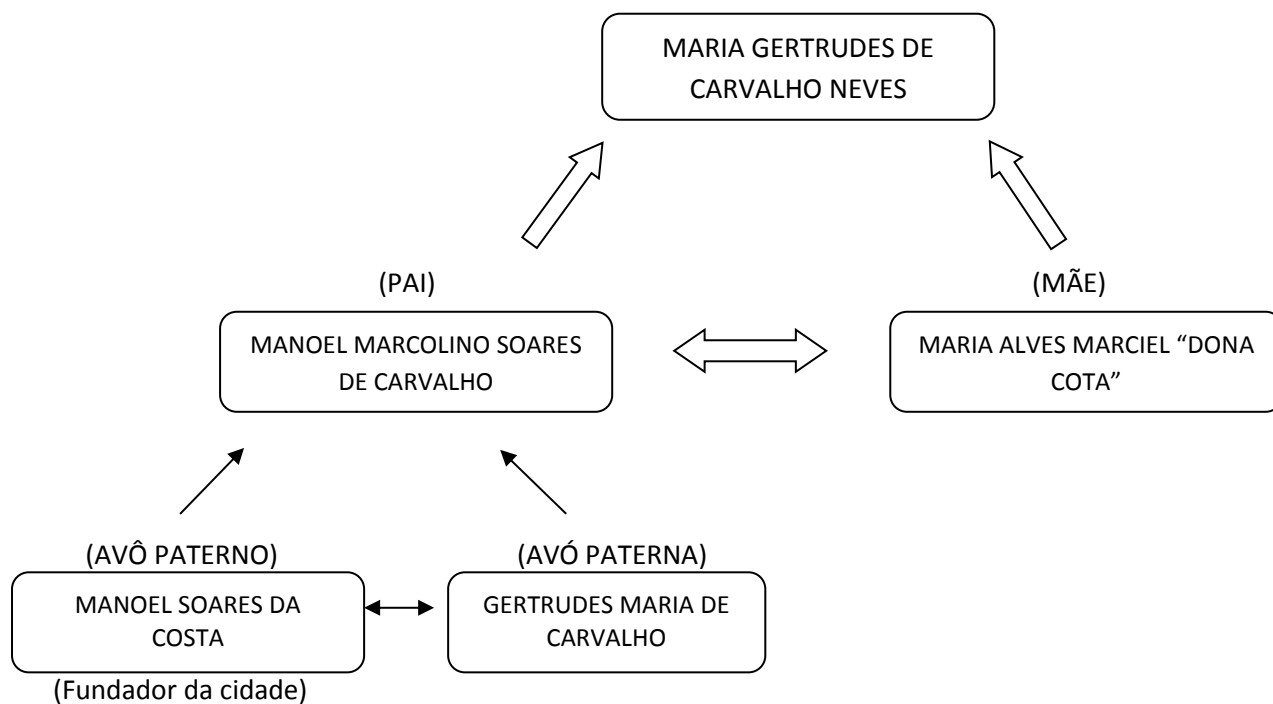 MARIA GERTRUDES DE
CARVALHO NEVES
(PAI)
(MÃE)
MANOEL MARCOLINO SOARES
DE CARVALHO
MARIA ALVES MARCIEL “DONA
COTA”
(AVÔ PATERNO)
(AVÓ PATERNA)
MANOEL SOARES DA
COSTA
GERTRUDES MARIA DE
CARVALHO
(Fundador da cidade)